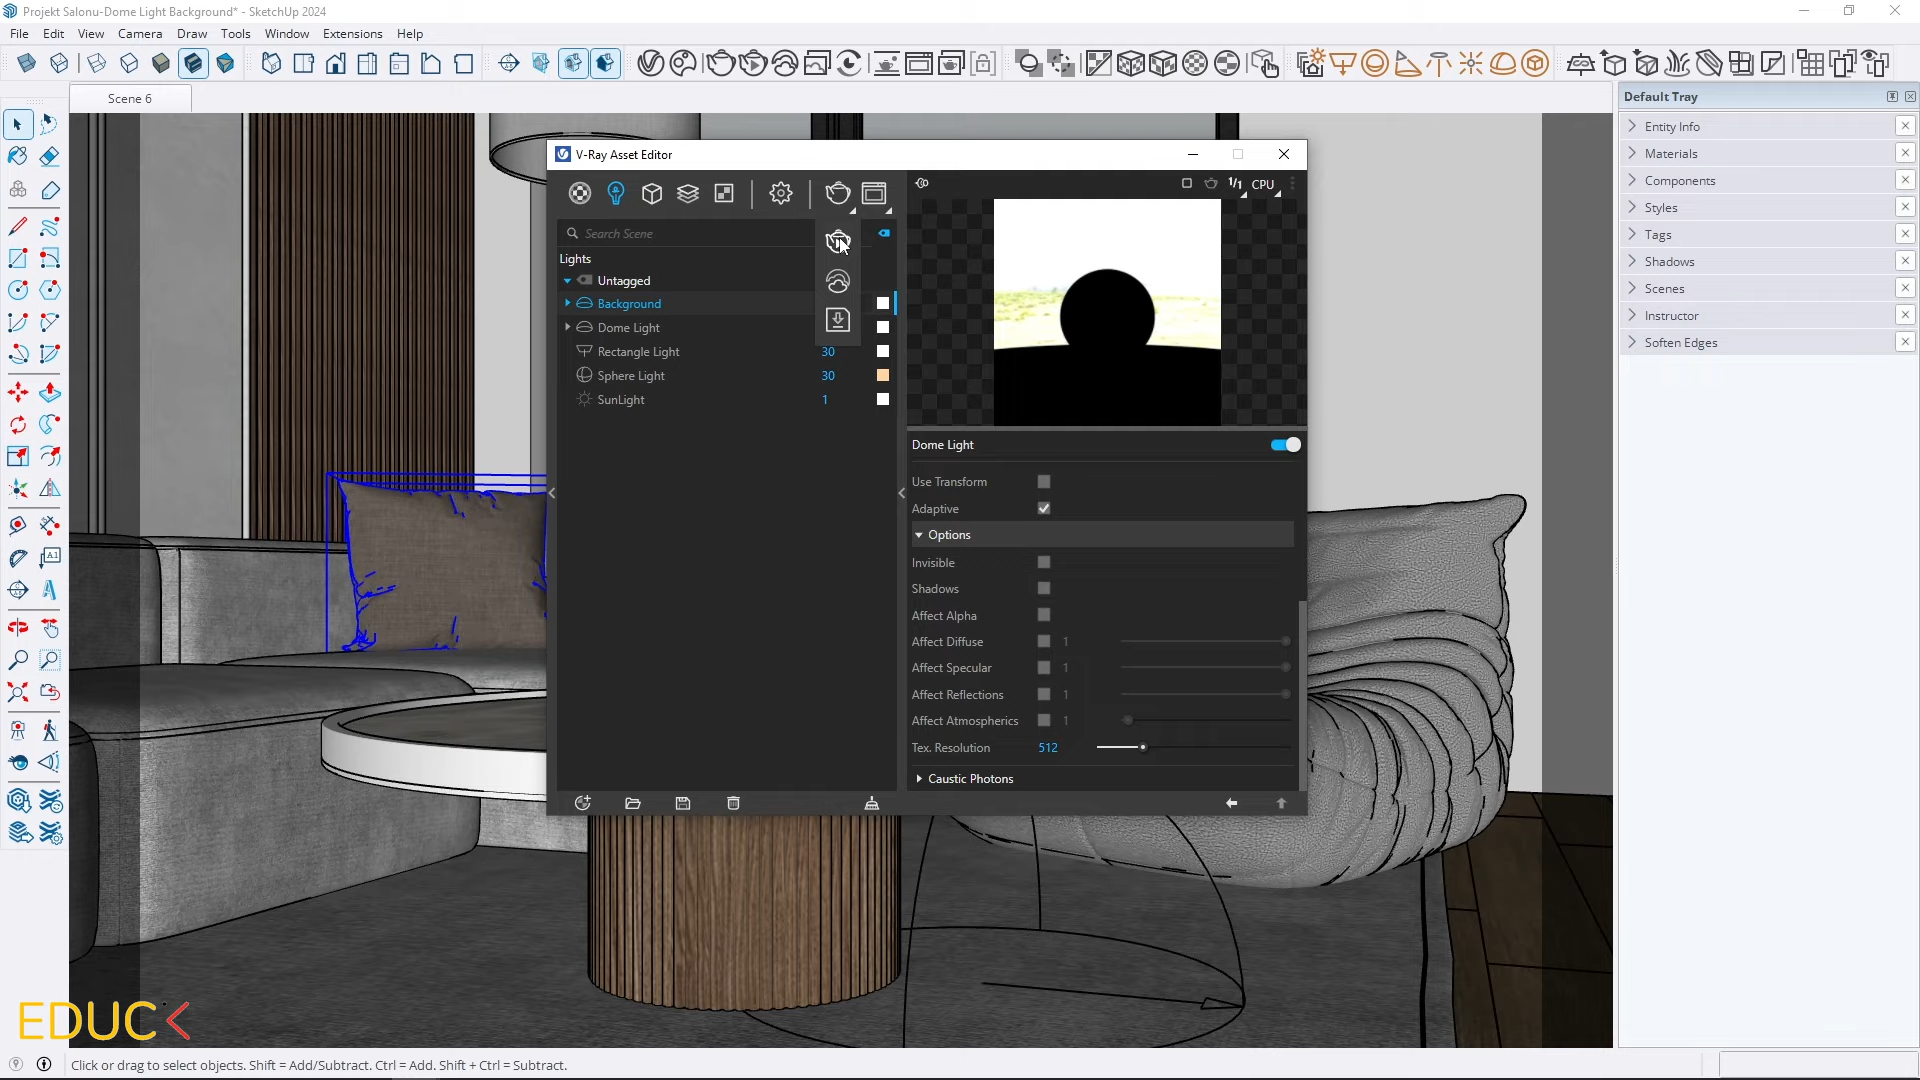 Projekt Salonu-Dome Light Background* - SketchUp 2024
File Edit View Camera Draw Tools Window Extensions Help
Scene 6
Default Tray
Entity Info
Materials
Components
Styles
Tags
Shadows
Scenes
Instructor
Soften Edges
V-Ray Asset Editor
1/1 CPU
Search Scene
Lights
Untagged
Background
Dome Light
Rectangle Light 30
Sphere Light 30
SunLight 1
Dome Light
Use Transform
Adaptive
Options
Invisible
Shadows
Affect Alpha
Affect Diffuse 1
Affect Specular 1
Affect Reflections 1
Affect Atmospherics 1
Tex. Resolution 512
Caustic Photons
A1
EDUC
Click or drag to select objects. Shift = Add/Subtract. Ctrl = Add. Shift + Ctrl = Subtract.